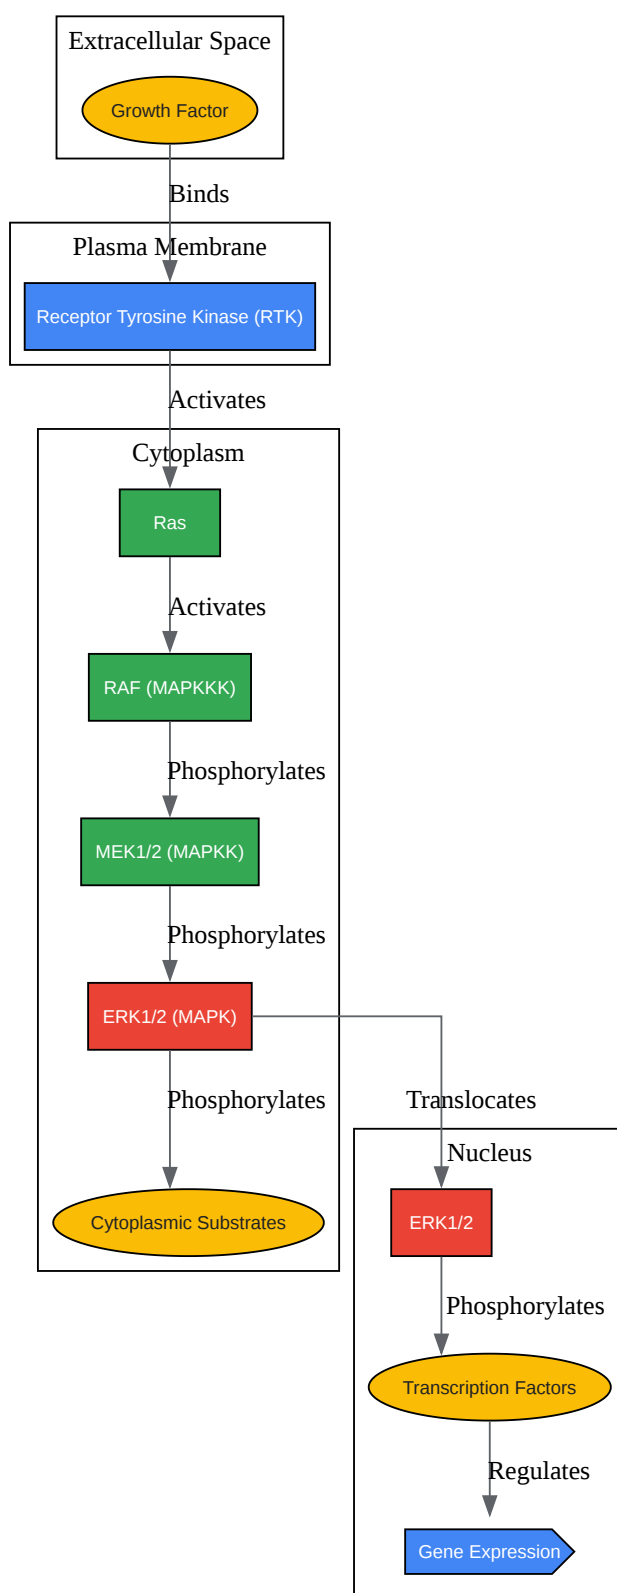 Extracellular Space
Growth Factor
Binds
Plasma Membrane
Receptor Tyrosine Kinase (RTK)
Activates
Cytoplasm
Ras
Activates
RAF (MAPKKK)
Phosphorylates
MEK1/2 (MAPKK)
Phosphorylates
ERK1/2 (MAPK)
Phosphorylates
Translocates
Nucleus
Cytoplasmic Substrates
ERK1/2
Phosphorylates
Transcription Factors
Regulates
Gene Expression